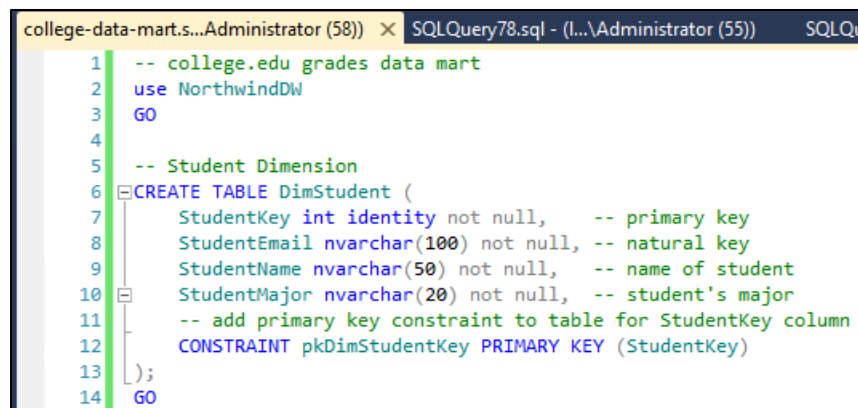 college-data-mart.s...Administrator (58)) × SQLQuery78.sql - (l...\Administrator (55)) SQLQu
1 -- college.edu grades data mart
2 use NorthwindDW
3 GO
4
5 -- Student Dimension
6 CREATE TABLE DimStudent (
7 StudentKey int identity not null, -- primary key
8 StudentEmail nvarchar(100) not null, -- natural key
9 StudentName nvarchar(50) not null, -- name of student
10 StudentMajor nvarchar(20) not null, -- student's major
11 -- add primary key constraint to table for StudentKey column
12 CONSTRAINT pkDimStudentKey PRIMARY KEY (StudentKey)
13 );
14 GO